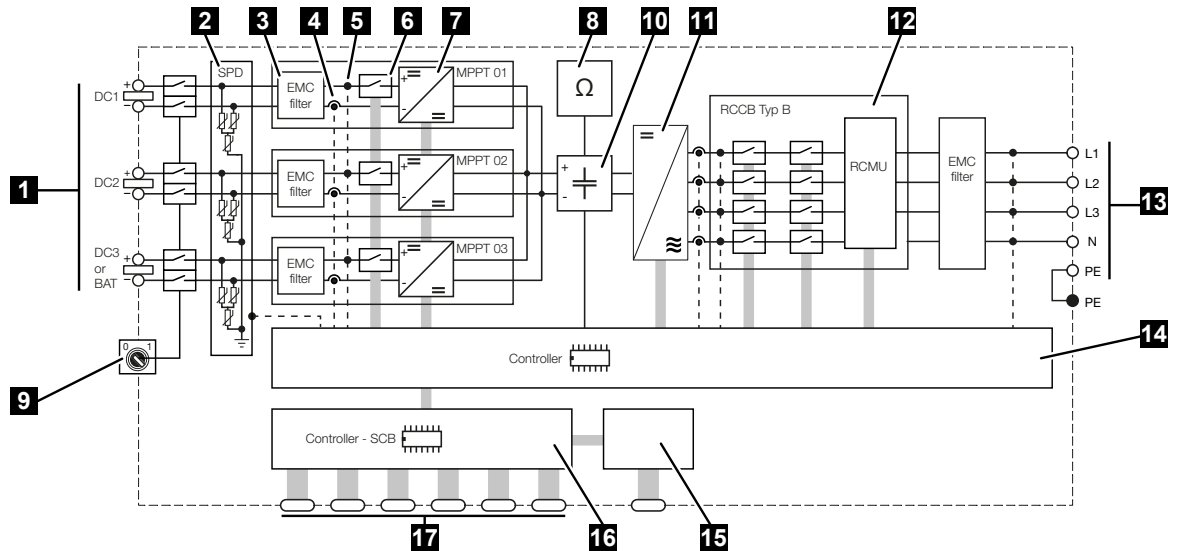 2 3 4 5 6 7 8 10 11 12
SPD
MPPT 01
EMC
filter
DC1
+
−
+ =
- =
Ω
RCCB Typ B
MPPT 02
EMC
filter
DC2
+
−
+ =
- =
+
-
=
≈
RCMU
EMC
filter
L1
L2
L3
N
PE
PE
1
13
MPPT 03
EMC
filter
DC3
or
BAT
+
−
+ =
- =
0 1
9
Controller
14
Controller - SCB
17 16 15